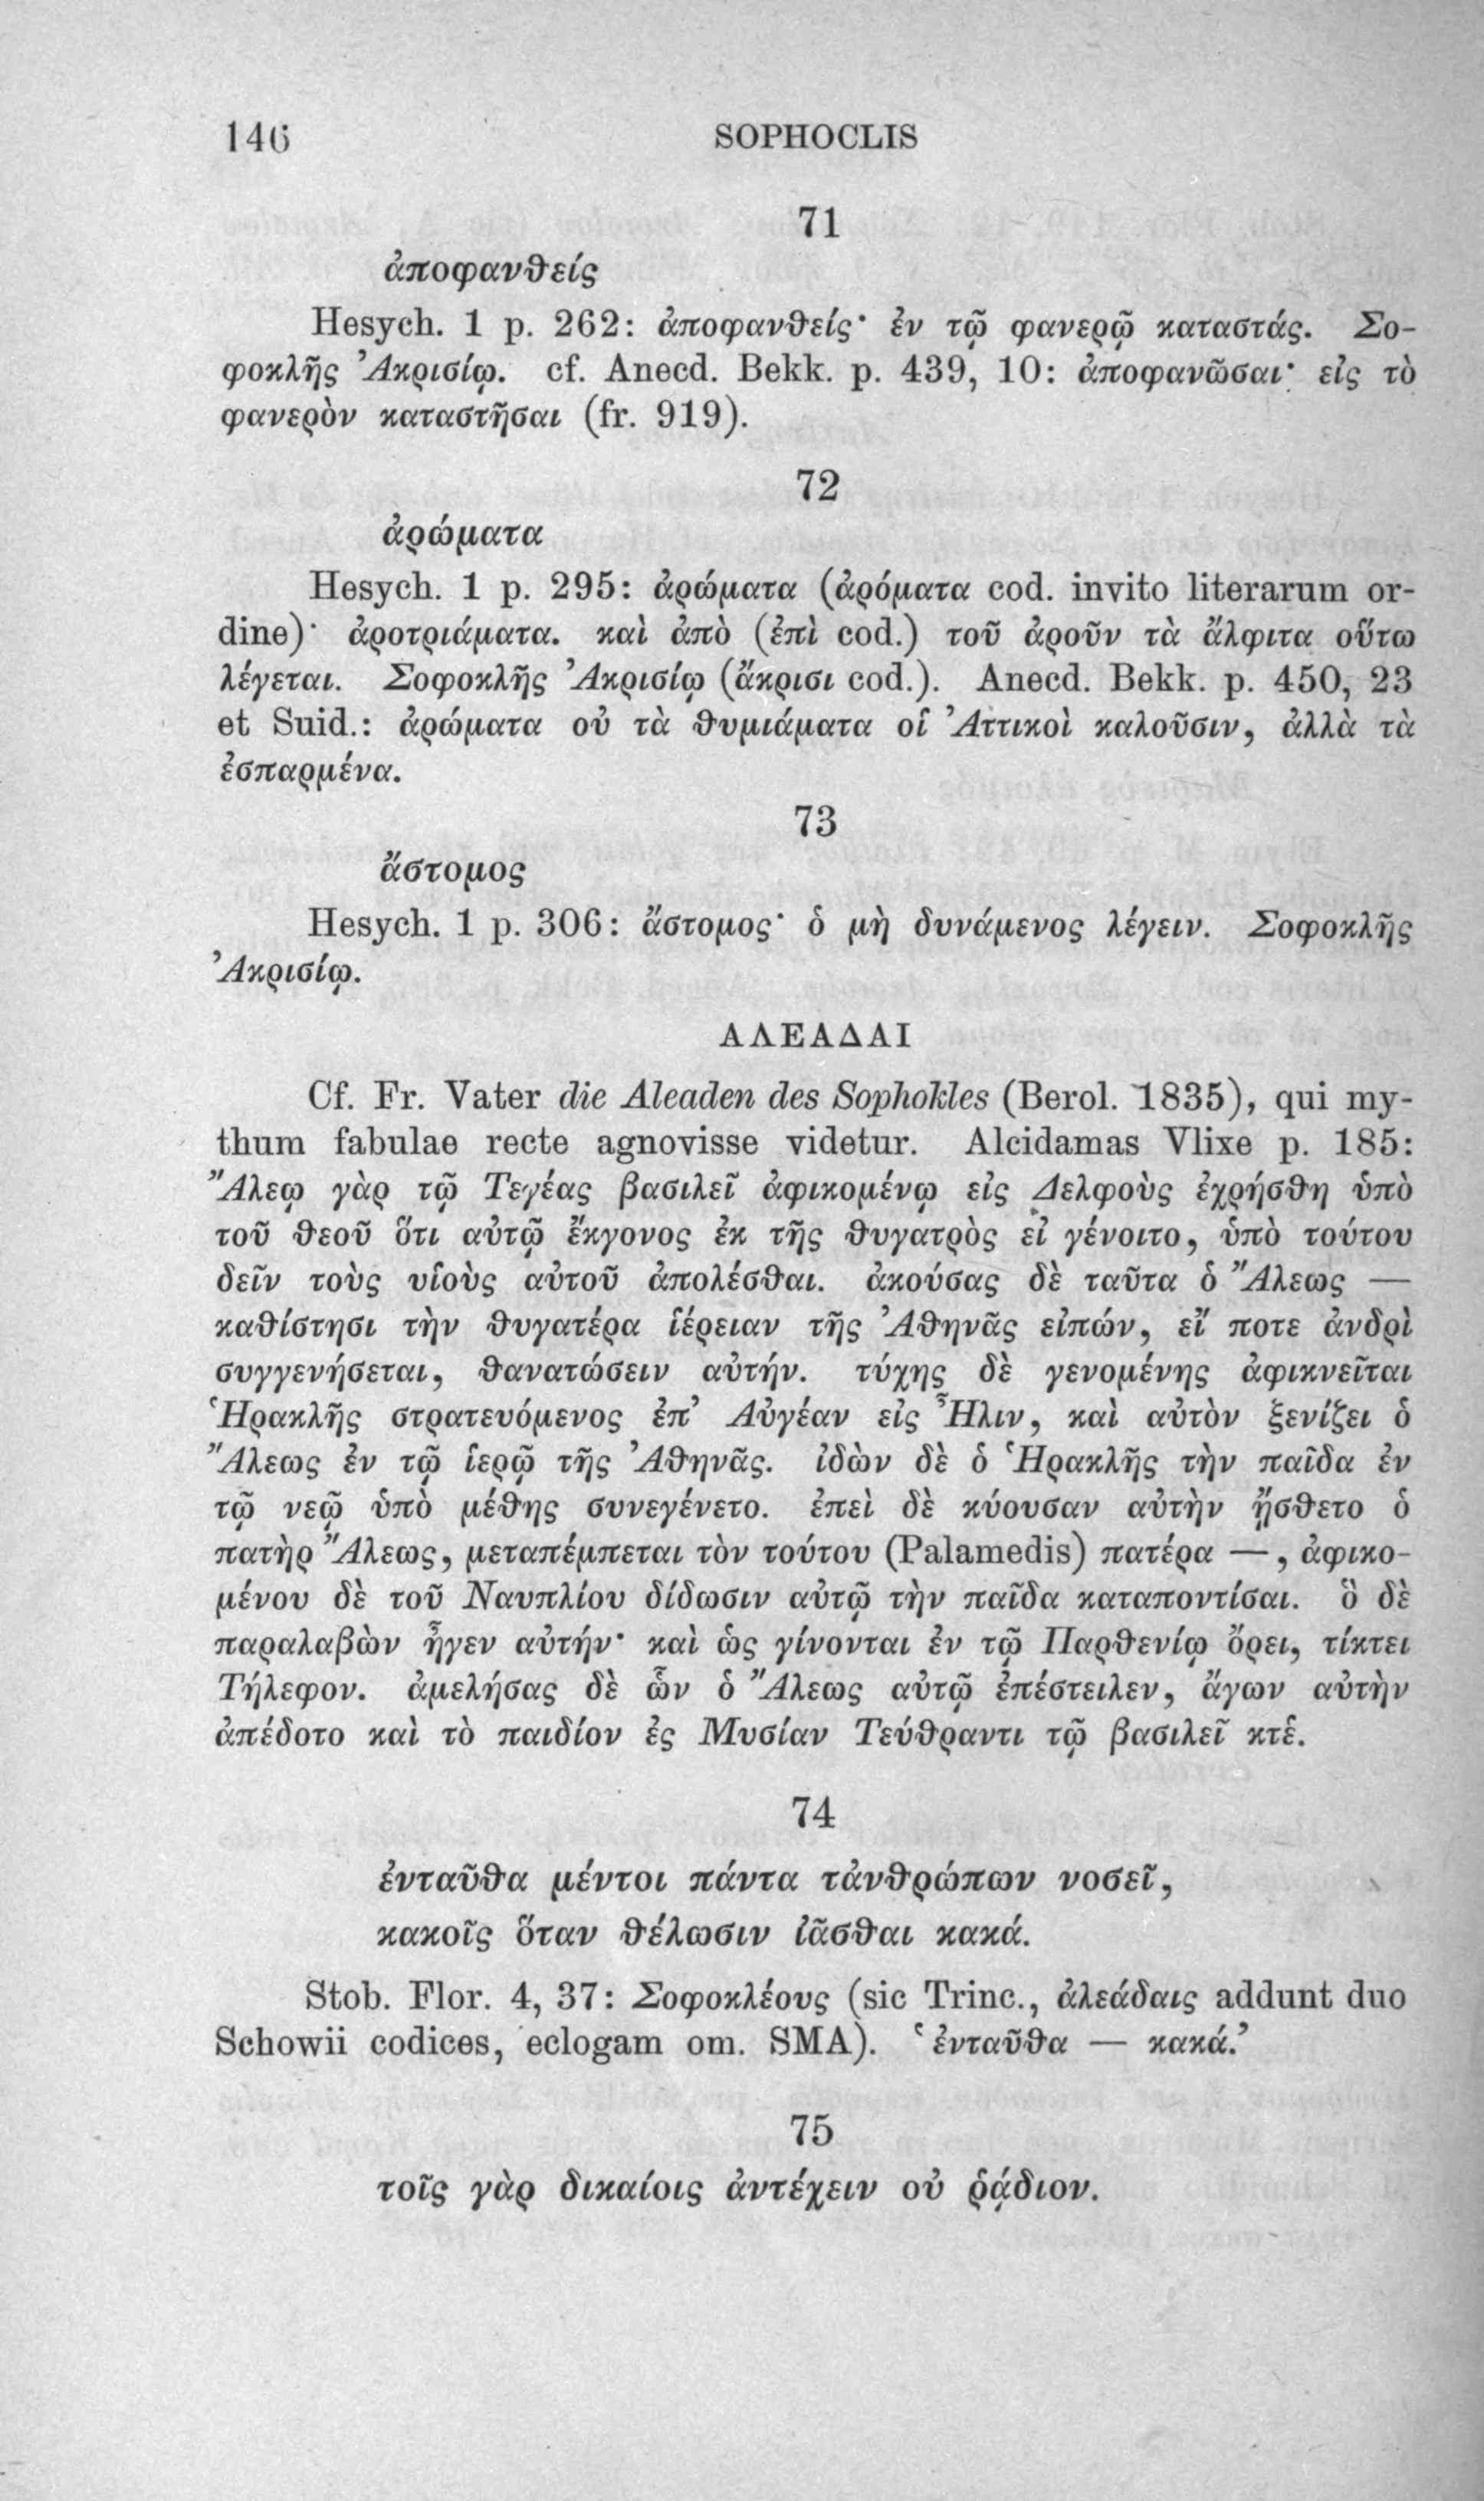 146 SOPHOCLIS
71
ἀποφανθείς
Hesych. 1 p. 262: ἀποφανθείς· ἐν τῷ φανερῷ καταστάς. Σο-
φοκλῆς Ἀκρισίῳ. cf. Anecd. Bekk. p. 439, 10: ἀποφανῶσαι· εἰς τὸ
φανερὸν καταστῆσαι (fr. 919).
72
ἀρώματα
Hesych. 1 p. 295: ἀρώματα (ἀρόματα cod. invito literarum or-
dine)· ἀροτριάματα. καὶ ἀπὸ (ἐπὶ cod.) τοῦ ἀροῦν τὰ ἄλφιτα οὕτω
λέγεται. Σοφοκλῆς Ἀκρισίῳ (ἄκρισι cod.). Anecd. Bekk. p. 450, 23
et Suid.: ἀρώματα οὐ τὰ θυμιάματα οἱ Ἀττικοὶ καλοῦσιν, ἀλλὰ τὰ
ἐσπαρμένα.
73
ἄστομος
Hesych. 1 p. 306: ἄστομος· ὁ μὴ δυνάμενος λέγειν. Σοφοκλῆς
Ἀκρισίῳ.
ΑΛΕΑΔΑΙ
Cf. Fr. Vater die Aleaden des Sophokles (Berol. 1835), qui my-
thum fabulae recte agnovisse videtur. Alcidamas Vlixe p. 185:
Ἄλεῳ γὰρ τῷ Τεγέας βασιλεῖ ἀφικομένῳ εἰς Δελφοὺς ἐχρήσθη ὑπὸ
τοῦ θεοῦ ὅτι αὐτῷ ἔκγονος ἐκ τῆς θυγατρὸς εἰ γένοιτο, ὑπὸ τούτου
δεῖν τοὺς υἱοὺς αὐτοῦ ἀπολέσθαι. ἀκούσας δὲ ταῦτα ὁ Ἄλεως —
καθίστησι τὴν θυγατέρα ἱέρειαν τῆς Ἀθηνᾶς εἰπών, εἴ ποτε ἀνδρὶ
συγγενήσεται, θανατώσειν αὐτήν. τύχης δὲ γενομένης ἀφικνεῖται
Ἡρακλῆς στρατευόμενος ἐπ’ Αὐγέαν εἰς Ἦλιν, καὶ αὐτὸν ξενίζει ὁ
Ἄλεως ἐν τῷ ἱερῷ τῆς Ἀθηνᾶς. ἰδὼν δὲ ὁ Ἡρακλῆς τὴν παῖδα ἐν
τῷ νεῷ ὑπὸ μέθης συνεγένετο. ἐπεὶ δὲ κύουσαν αὐτὴν ᾔσθετο ὁ
πατὴρ Ἄλεως, μεταπέμπεται τὸν τούτου (Palamedis) πατέρα —, ἀφικο-
μένου δὲ τοῦ Ναυπλίου δίδωσιν αὐτῷ τὴν παῖδα καταποντίσαι. ὃ δὲ
παραλαβὼν ἦγεν αὐτήν· καὶ ὡς γίνονται ἐν τῷ Παρθενίῳ ὄρει, τίκτει
Τήλεφον. ἀμελήσας δὲ ὧν ὁ Ἄλεως αὐτῷ ἐπέστειλεν, ἄγων αὐτὴν
ἀπέδοτο καὶ τὸ παιδίον ἐς Μυσίαν Τεύθραντι τῷ βασιλεῖ κτἑ.
74
ἐνταῦθα μέντοι πάντα τἀνθρώπων νοσεῖ,
κακοῖς ὅταν θέλωσιν ἰᾶσθαι κακά.
Stob. Flor. 4, 37: Σοφοκλέους (sic Trinc., ἀλεάδαις addunt duo
Schowii codices, eclogam om. SMA). ‘ἐνταῦθα — κακά.’
75
τοῖς γὰρ δικαίοις ἀντέχειν οὐ ῥᾴδιον.